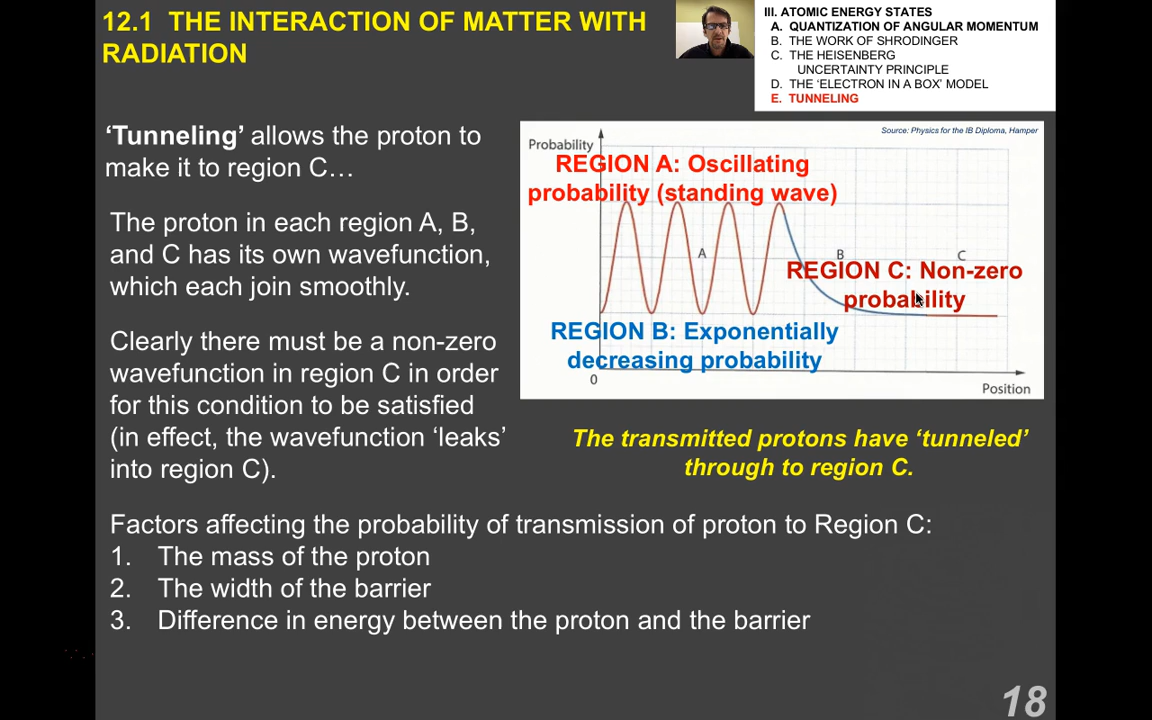 12.1 THE INTERACTION OF MATTER WITH
RADIATION
III. ATOMIC ENERGY STATES
A. QUANTIZATION OF ANGULAR MOMENTUM
B. THE WORK OF SHRODINGER
C. THE HEISENBERG
UNCERTAINTY PRINCIPLE
D. THE ‘ELECTRON IN A BOX’ MODEL
E. TUNNELING
‘Tunneling’ allows the proton to
make it to region C…
The proton in each region A, B,
and C has its own wavefunction,
which each join smoothly.
Clearly there must be a non-zero
wavefunction in region C in order
for this condition to be satisfied
(in effect, the wavefunction ‘leaks’
into region C).
Source: Physics for the IB Diploma, Hamper
Probability
REGION A: Oscillating
probability (standing wave)
A
B
C
REGION C: Non-zero
probability
REGION B: Exponentially
decreasing probability
0
Position
The transmitted protons have ‘tunneled’
through to region C.
Factors affecting the probability of transmission of proton to Region C:
1. The mass of the proton
2. The width of the barrier
3. Difference in energy between the proton and the barrier
18